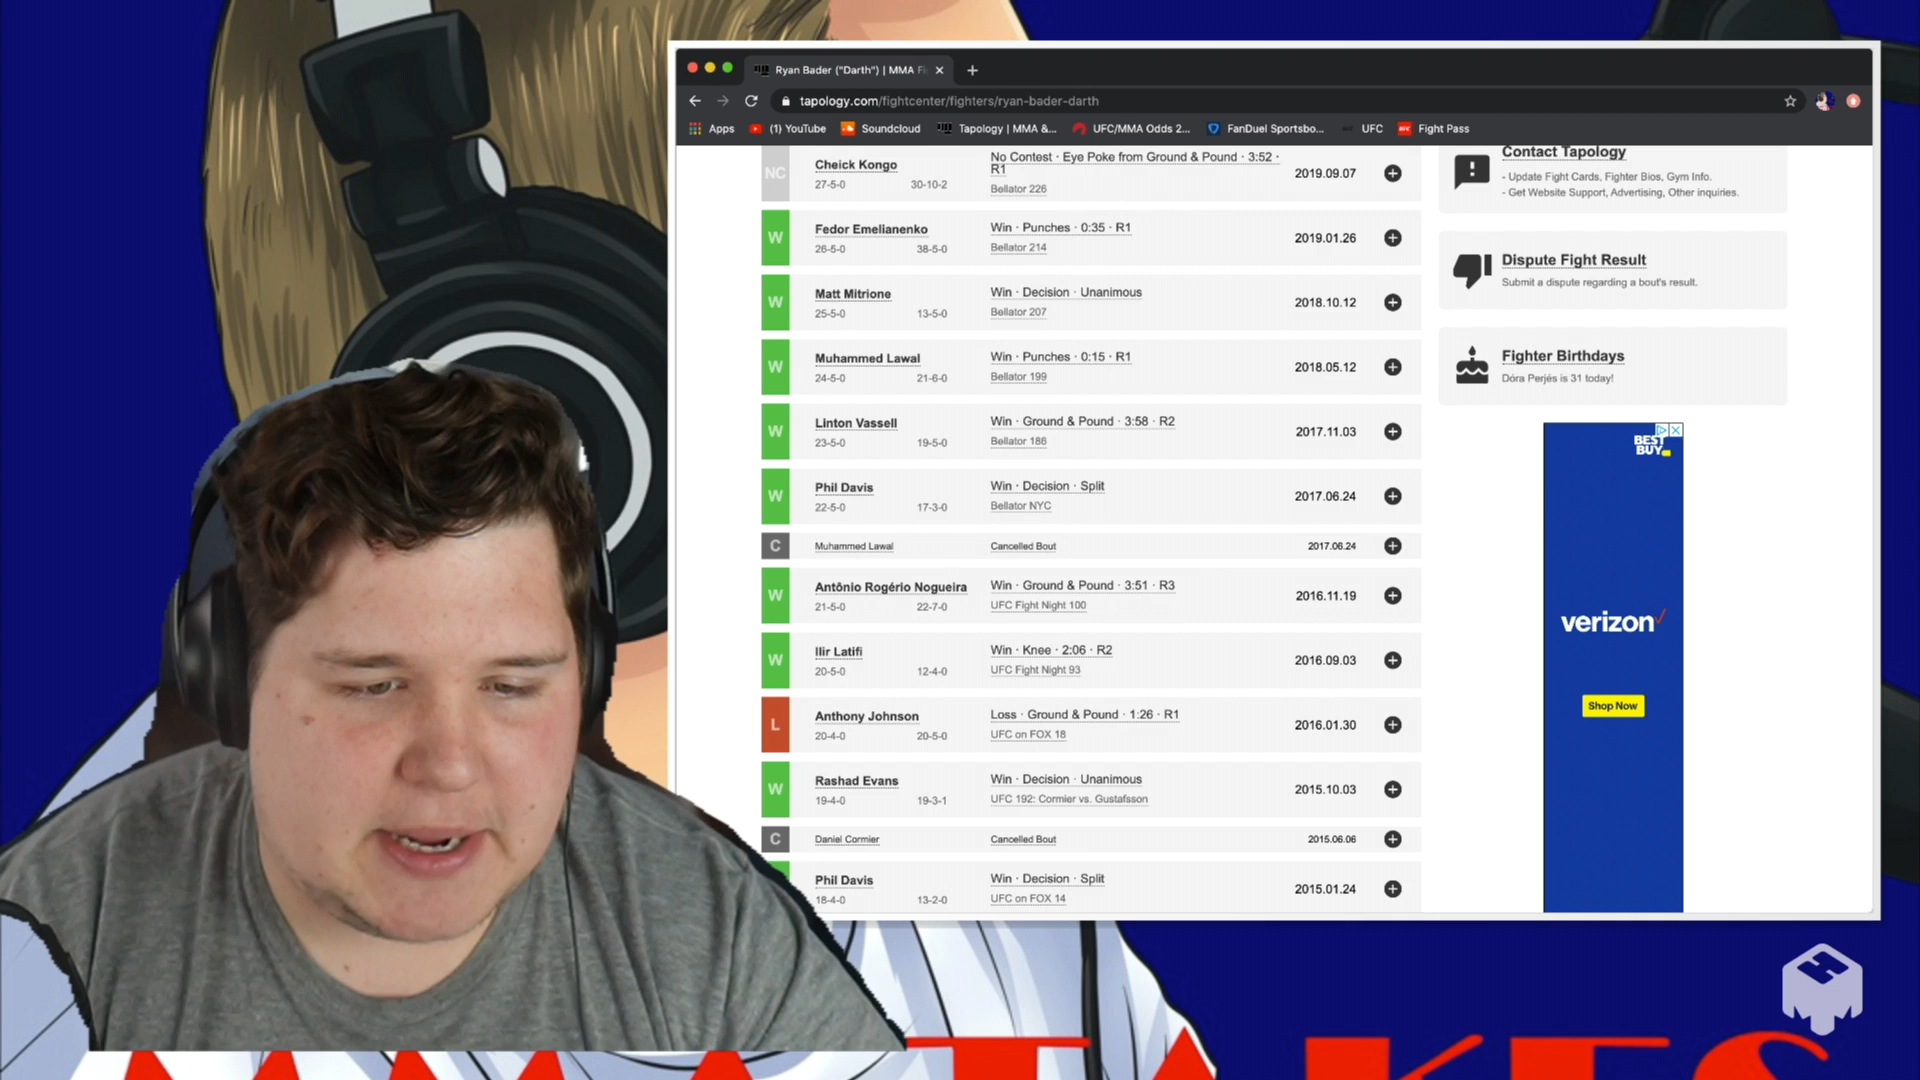 Ryan Bader ("Darth") | MMA Fi
tapology.com/fightcenter/fighters/ryan-bader-darth
Apps (1) YouTube Soundcloud Tapology | MMA &... UFC/MMA Odds 2... FanDuel Sportsbo... UFC Fight Pass
NC Cheick Kongo No Contest · Eye Poke from Ground & Pound · 3:52 · R1 2019.09.07
27-5-0 30-10-2 Bellator 226
W Fedor Emelianenko Win · Punches · 0:35 · R1 2019.01.26
26-5-0 38-5-0 Bellator 214
W Matt Mitrione Win · Decision · Unanimous 2018.10.12
25-5-0 13-5-0 Bellator 207
W Muhammed Lawal Win · Punches · 0:15 · R1 2018.05.12
24-5-0 21-6-0 Bellator 199
W Linton Vassell Win · Ground & Pound · 3:58 · R2 2017.11.03
23-5-0 19-5-0 Bellator 186
W Phil Davis Win · Decision · Split 2017.06.24
22-5-0 17-3-0 Bellator NYC
C Muhammed Lawal Cancelled Bout 2017.06.24
W Antônio Rogério Nogueira Win · Ground & Pound · 3:51 · R3 2016.11.19
21-5-0 22-7-0 UFC Fight Night 100
W Ilir Latifi Win · Knee · 2:06 · R2 2016.09.03
20-5-0 12-4-0 UFC Fight Night 93
L Anthony Johnson Loss · Ground & Pound · 1:26 · R1 2016.01.30
20-4-0 20-5-0 UFC on FOX 18
W Rashad Evans Win · Decision · Unanimous 2015.10.03
19-4-0 19-3-1 UFC 192: Cormier vs. Gustafsson
C Daniel Cormier Cancelled Bout 2015.06.06
Phil Davis Win · Decision · Split 2015.01.24
18-4-0 13-2-0 UFC on FOX 14
Contact Tapology
- Update Fight Cards, Fighter Bios, Gym Info.
- Get Website Support, Advertising, Other inquiries.
Dispute Fight Result
Submit a dispute regarding a bout's result.
Fighter Birthdays
Dóra Perjés is 31 today!
BEST
BUY
verizon
Shop Now
MMA TAKES